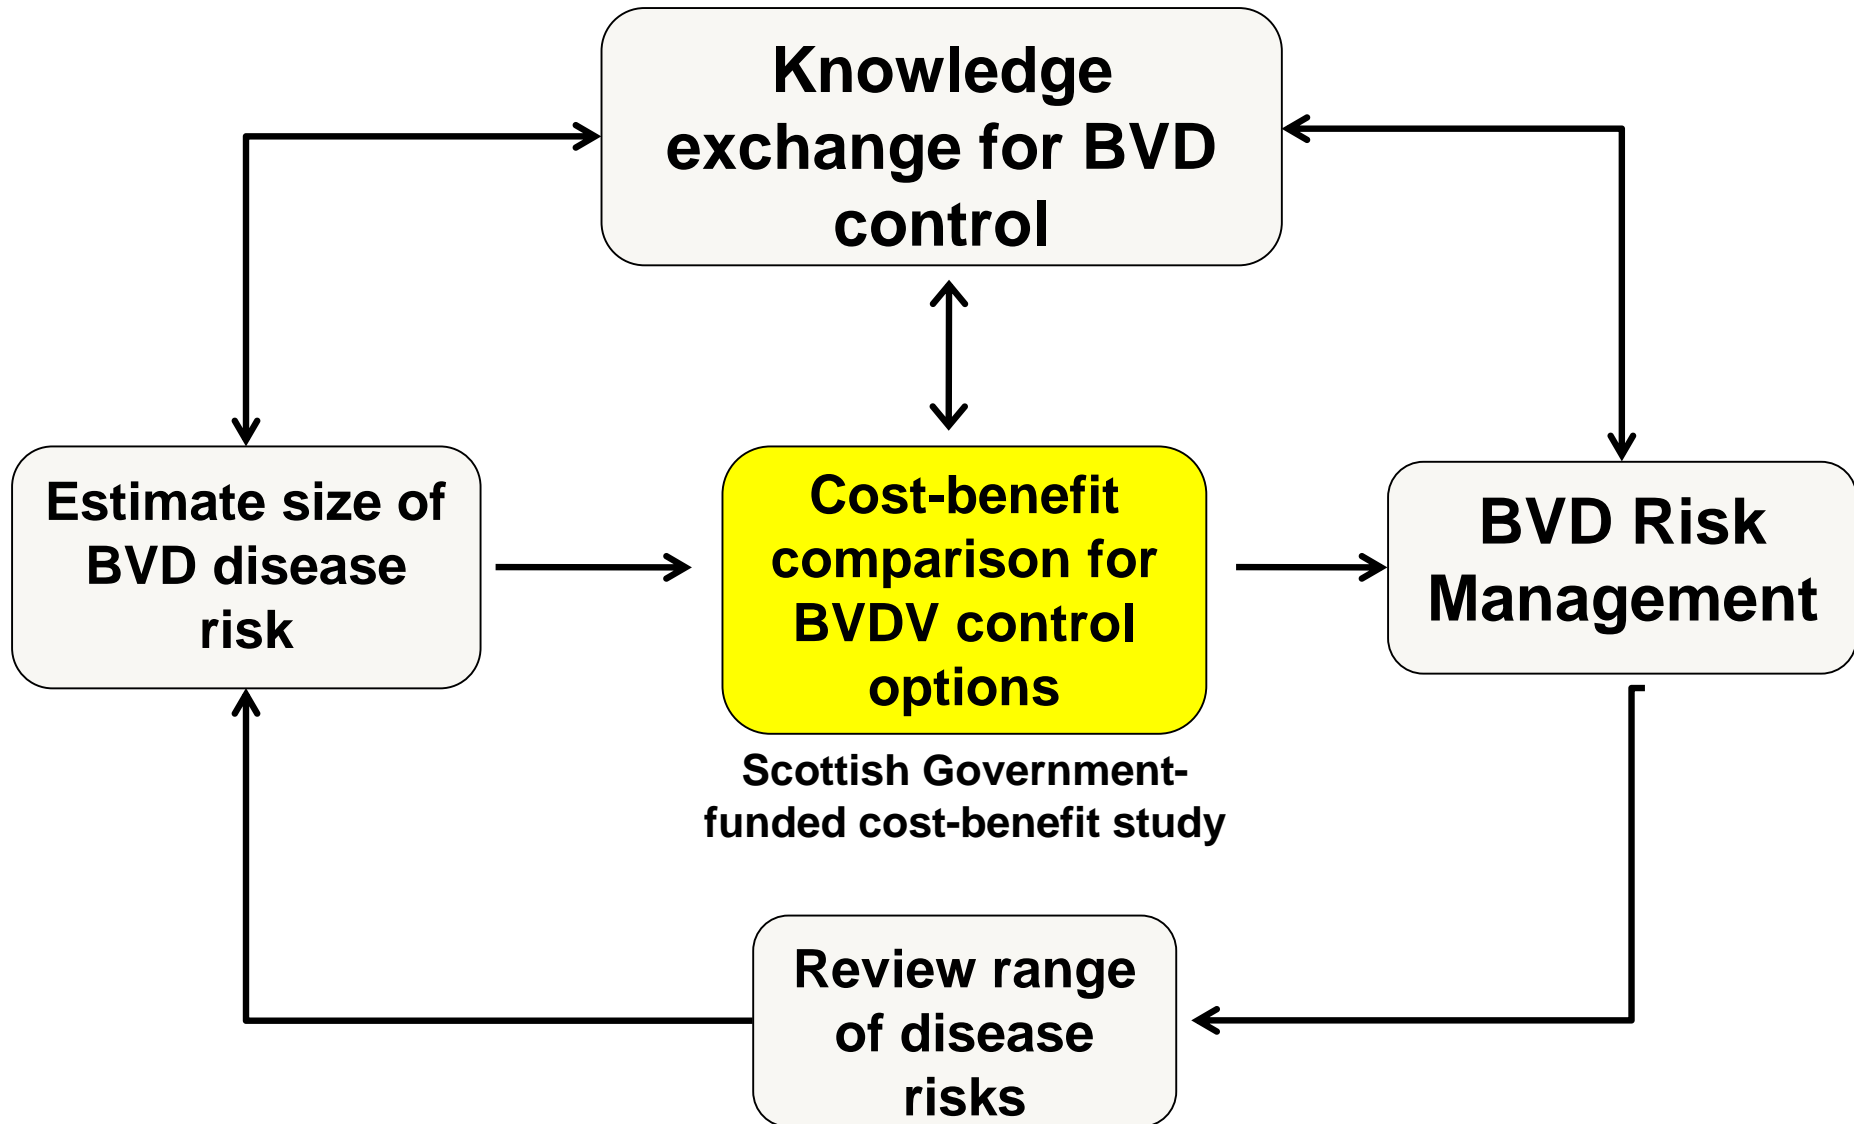 Knowledge
exchange for BVD
control
Estimate size of
BVD disease
risk
Cost-benefit
comparison for
BVDV control
options
BVD Risk
Management
Scottish Government-
funded cost-benefit study
Review range
of disease
risks